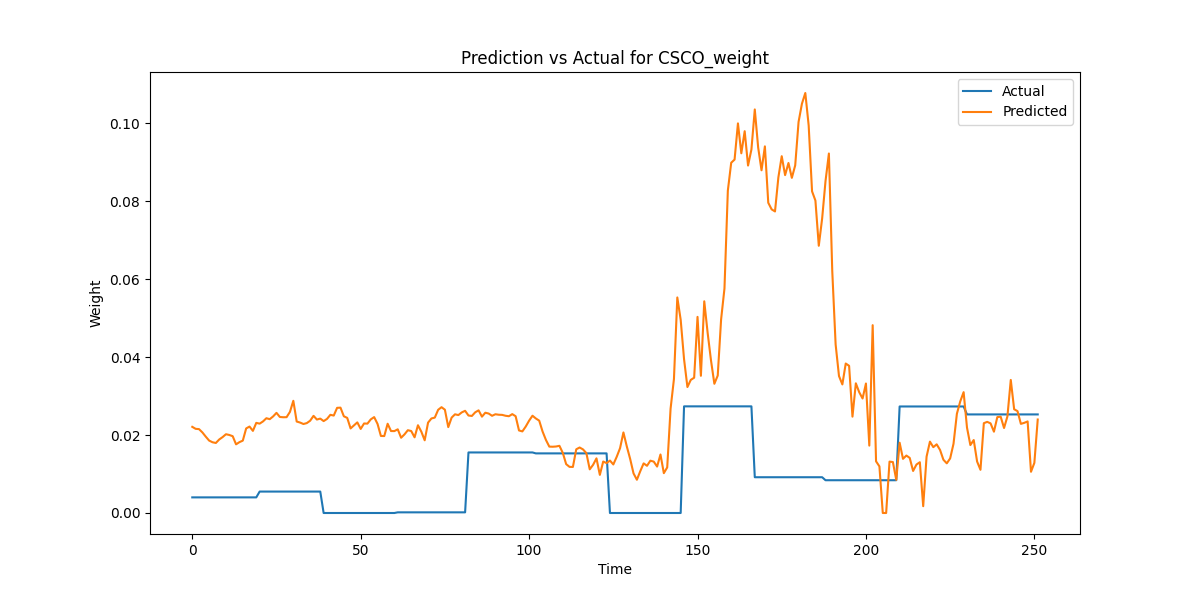 Prediction vs Actual for CSCO_weight
Actual
Predicted
0.10
0.08
0.06
0.04
0.02
0.00
Weight
0 50 100 150 200 250
Time